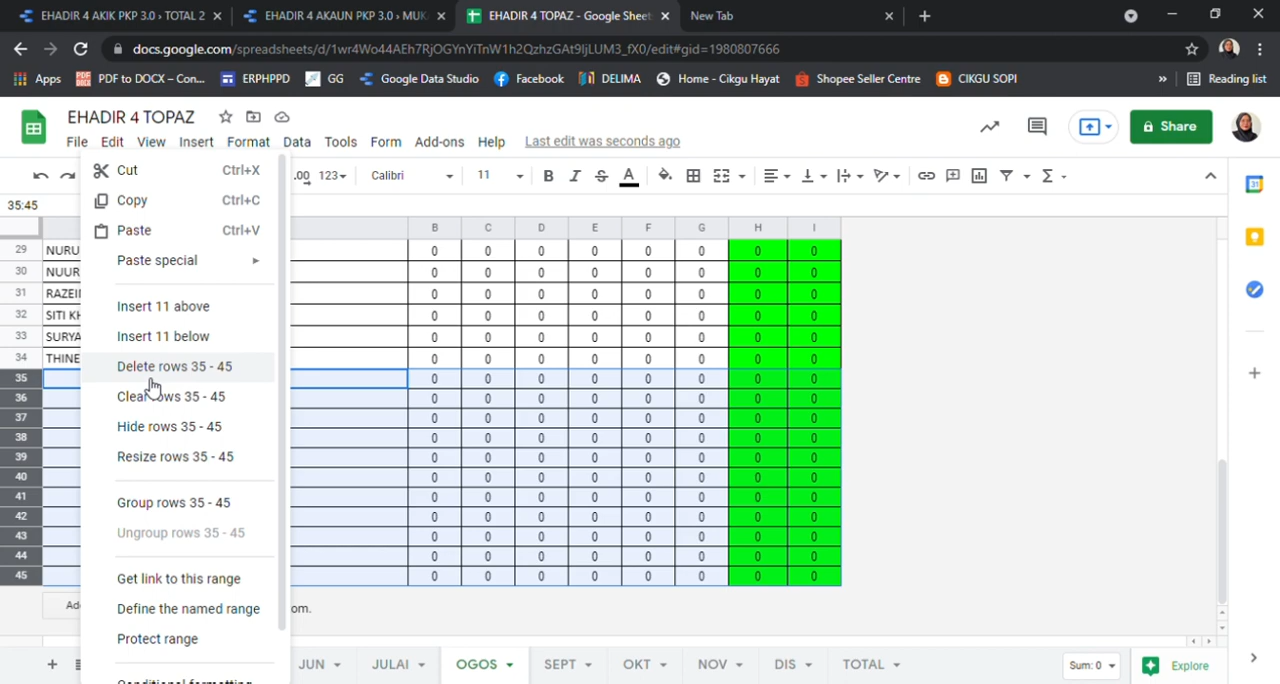 EHADIR 4 AKIK PKP 3.0 › TOTAL 2
EHADIR 4 AKAUN PKP 3.0 › MUK
EHADIR 4 TOPAZ - Google Sheet
New Tab
docs.google.com/spreadsheets/d/1wr4Wo44AEh7RjOGYnYiTnW1h2QzhzGAt9IjLUM3_fX0/edit#gid=1980807666
Apps PDF to DOCX – Con... ERPHPPD GG Google Data Studio Facebook DELIMA Home - Cikgu Hayat Shopee Seller Centre CIKGU SOPI » Reading list
EHADIR 4 TOPAZ
File Edit View Insert Format Data Tools Form Add-ons Help Last edit was seconds ago
Share
.00 123 Calibri 11 B I S A
35:45
Cut Ctrl+X
Copy Ctrl+C
Paste Ctrl+V
Paste special
Insert 11 above
Insert 11 below
Delete rows 35 - 45
Clear rows 35 - 45
Hide rows 35 - 45
Resize rows 35 - 45
Group rows 35 - 45
Ungroup rows 35 - 45
Get link to this range
Define the named range
Protect range
B C D E F G H I
29 NURU 0 0 0 0 0 0 0 0
30 NUUR 0 0 0 0 0 0 0 0
31 RAZEI 0 0 0 0 0 0 0 0
32 SITI KH 0 0 0 0 0 0 0 0
33 SURYA 0 0 0 0 0 0 0 0
34 THINE 0 0 0 0 0 0 0 0
35 0 0 0 0 0 0 0 0
36 0 0 0 0 0 0 0 0
37 0 0 0 0 0 0 0 0
38 0 0 0 0 0 0 0 0
39 0 0 0 0 0 0 0 0
40 0 0 0 0 0 0 0 0
41 0 0 0 0 0 0 0 0
42 0 0 0 0 0 0 0 0
43 0 0 0 0 0 0 0 0
44 0 0 0 0 0 0 0 0
45 0 0 0 0 0 0 0 0
Ad om.
JUN JULAI OGOS SEPT OKT NOV DIS TOTAL Sum: 0 Explore